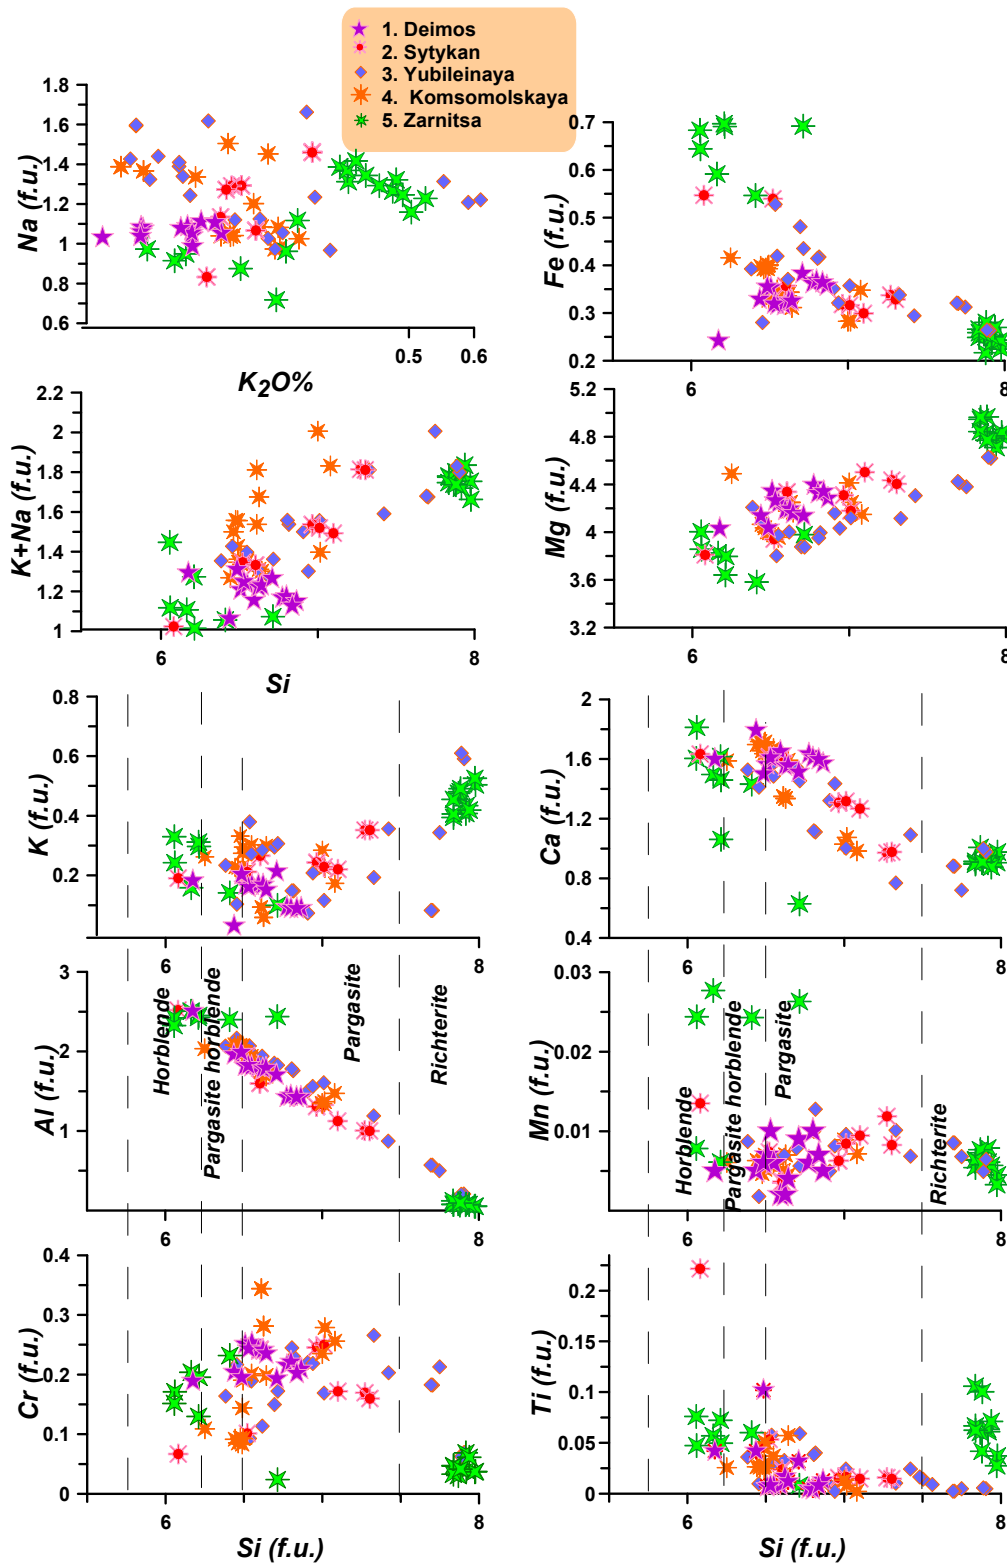 1. Deimos
2. Sytykan
3. Yubileinaya
4. Komsomolskaya
5. Zarnitsa
1.8
1.6
1.4
1.2
1
0.8
0.6
Na (f.u.)
0.5
0.6
K2O%
0.7
0.6
0.5
0.4
0.3
0.2
Fe (f.u.)
6
8
2.2
2
1.8
1.6
1.4
1.2
1
K+Na (f.u.)
6
8
Si
5.2
4.8
4.4
4
3.6
3.2
Mg (f.u.)
6
8
0.8
0.6
0.4
0.2
K (f.u.)
6
8
2
1.6
1.2
0.8
0.4
Ca (f.u.)
6
8
3
2
1
Al (f.u.)
Horblende
Pargasite horblende
Pargasite
Richterite
6
8
0.03
0.02
0.01
Mn (f.u.)
Horblende
Pargasite horblende
Pargasite
Richterite
6
8
0.4
0.3
0.2
0.1
0
Cr (f.u.)
6
8
Si (f.u.)
0.2
0.15
0.1
0.05
0
Ti (f.u.)
6
8
Si (f.u.)